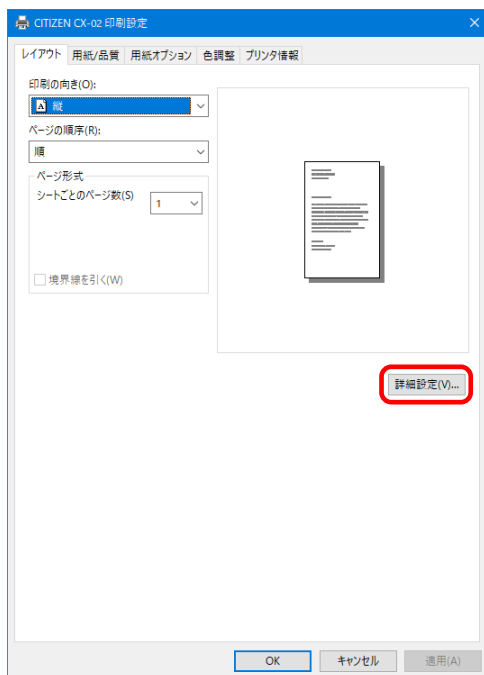 CITIZEN CX-02 印刷設定
レイアウト 用紙/品質 用紙オプション 色調整 プリンタ情報
印刷の向き(O):
A 縦
ページの順序(R):
順
ページ形式
シートごとのページ数(S)
1
境界線を引く(W)
詳細設定(V)...
OK キャンセル 適用(A)